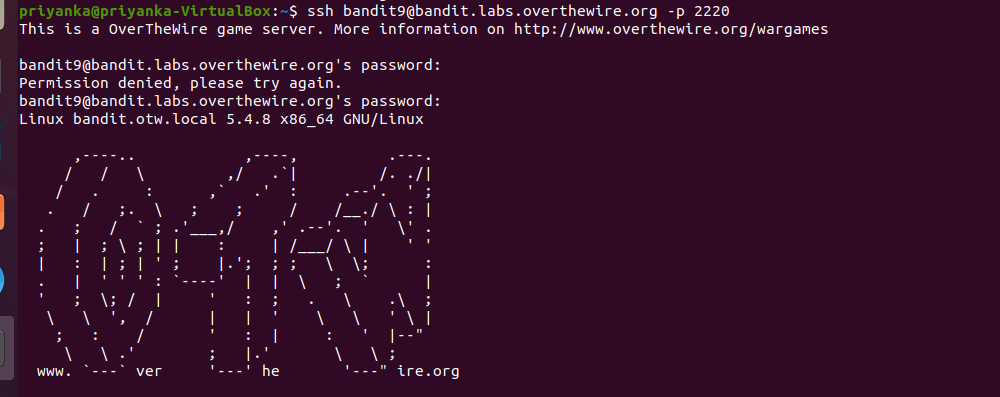 priyanka@priyanka-VirtualBox:~$ ssh bandit9@bandit.labs.overthewire.org -p 2220
This is a OverTheWire game server. More information on http://www.overthewire.org/wargames
bandit9@bandit.labs.overthewire.org's password:
Permission denied, please try again.
bandit9@bandit.labs.overthewire.org's password:
Linux bandit.otw.local 5.4.8 x86_64 GNU/Linux
      ,----..            ,----,          .---.
     /   /   \         ,/   .`|         /. ./|
    /   .     :      ,`   .'  :     .--'.  ' ;
   .   /   ;.  \   ;    ;     /    /__./ \ : |
  .   ;   /  ` ; .'___,/    ,' .--'.  '   \' .
  ;   |  ; \ ; | |    :     | /___/ \ |    ' '
  |   :  | ; | ' ;    |.';  ; ;   \  \;      :
  .   |  ' ' ' : `----'  |  |  \   ;  `      |
  '   ;  \; /  |     '   :  ;   .   \    .\  ;
   \   \  ',  /      |   |  '    \   \   ' \ |
    ;   :    /       '   :  |     :   '  |--"
     \   \ .'        ;   |.'       \   \ ;
  www. `---` ver     '---' he       '---" ire.org